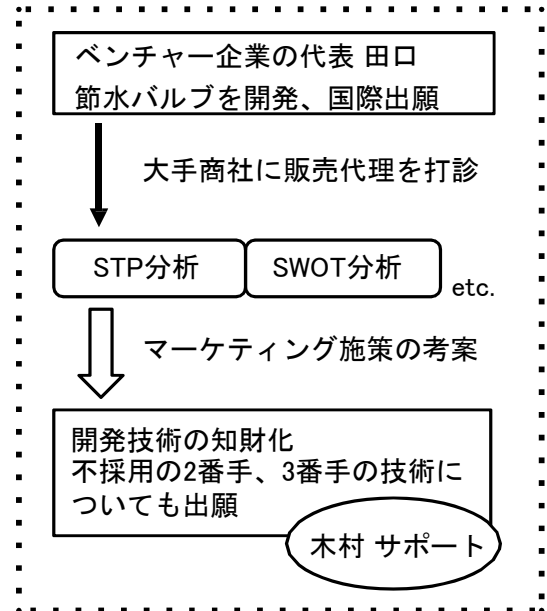 ベンチャー企業の代表 田口
節水バルブを開発、国際出願
大手商社に販売代理を打診
STP分析 SWOT分析 etc.
マーケティング施策の考案
開発技術の知財化
不採用の2番手、3番手の技術に
ついても出願
木村 サポート